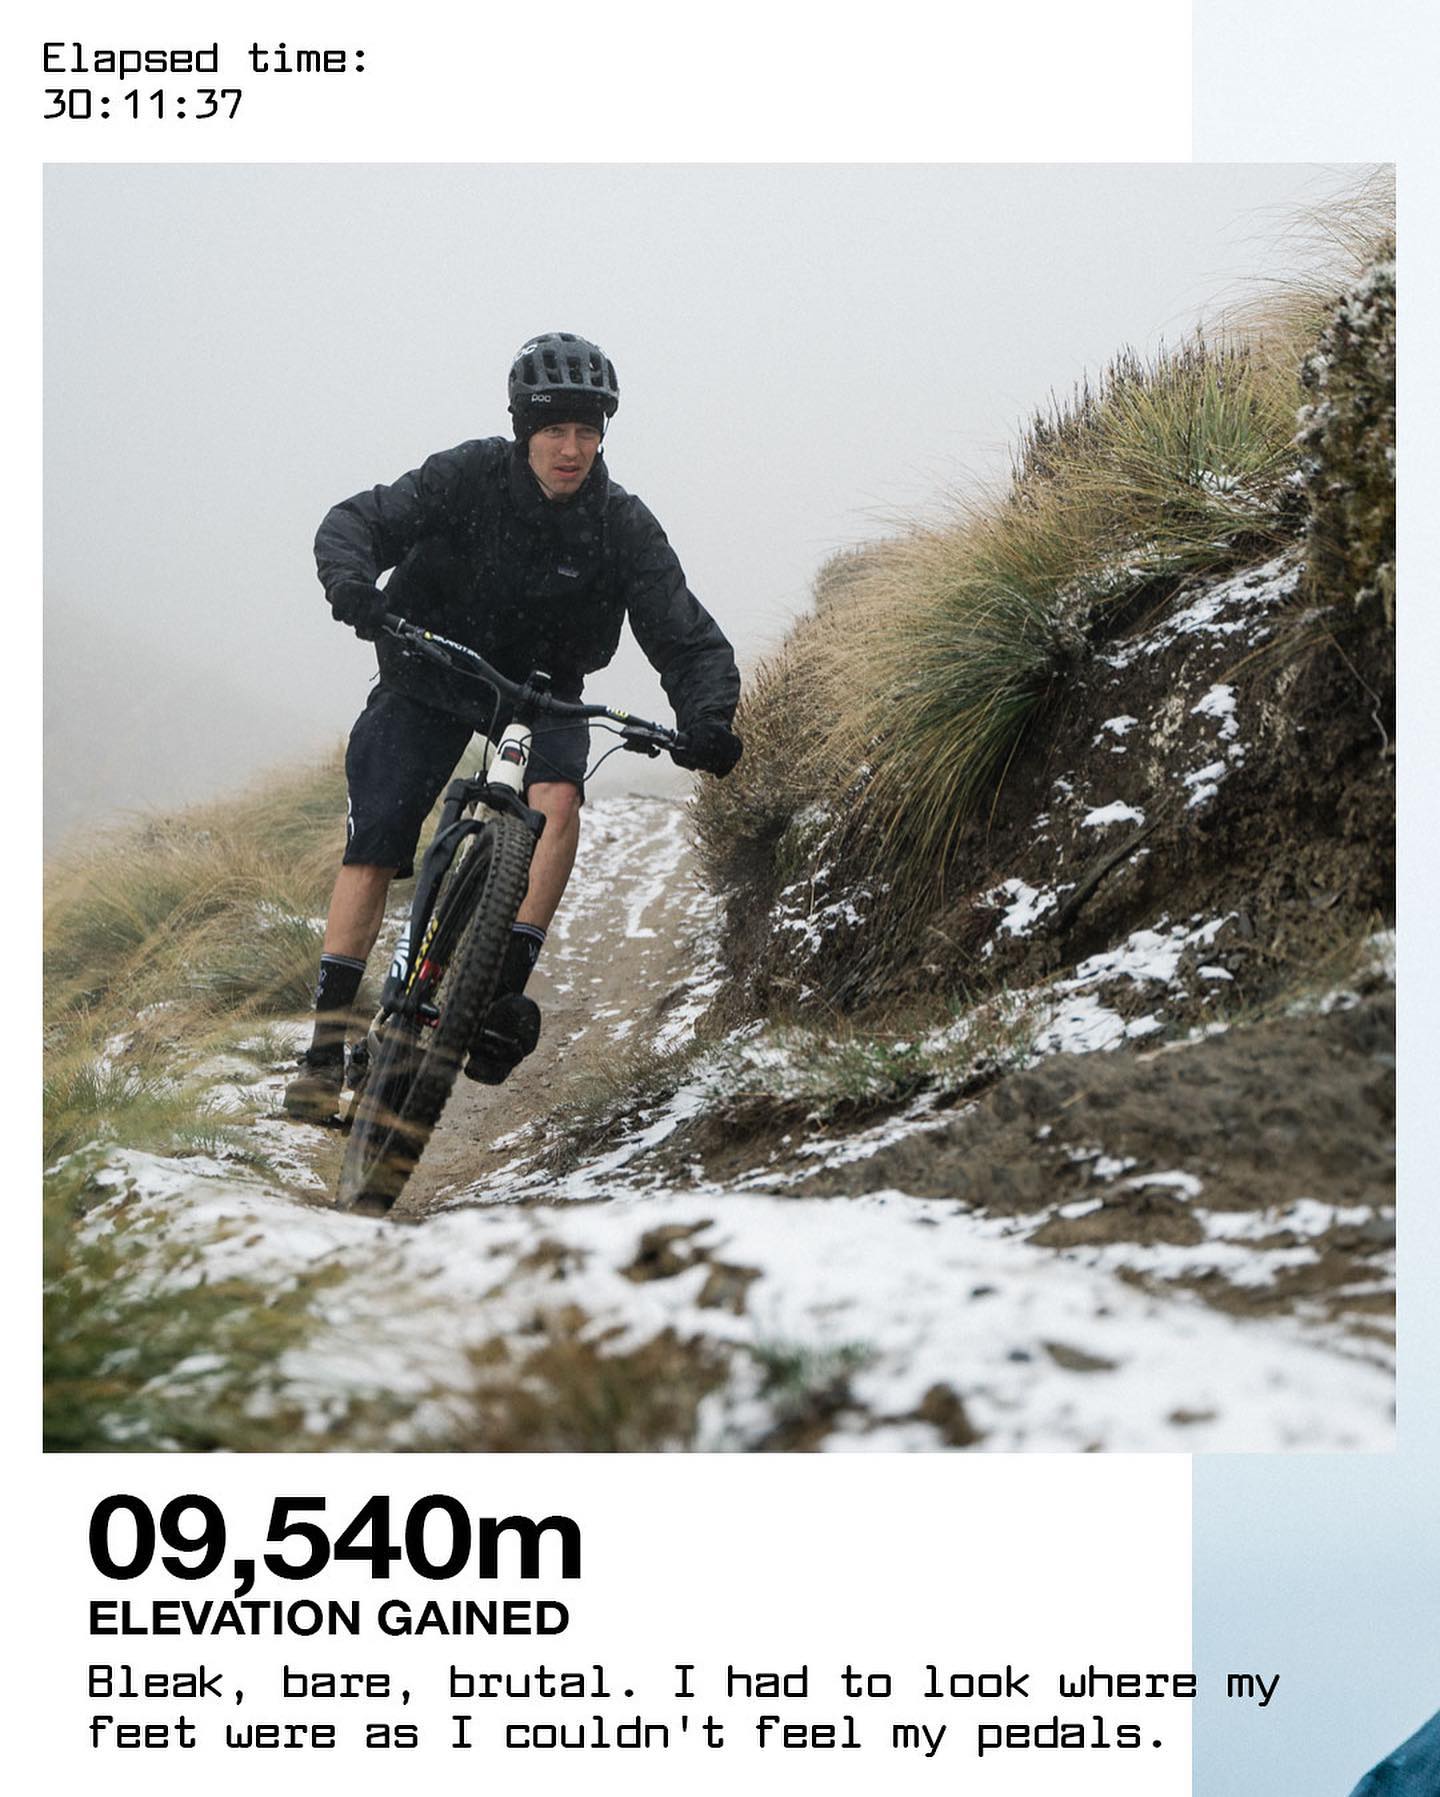 Elapsed time:
30:11:37
poc
09,540m
ELEVATION GAINED
Bleak, bare, brutal. I had to look where my
feet were as I couldn't feel my pedals.